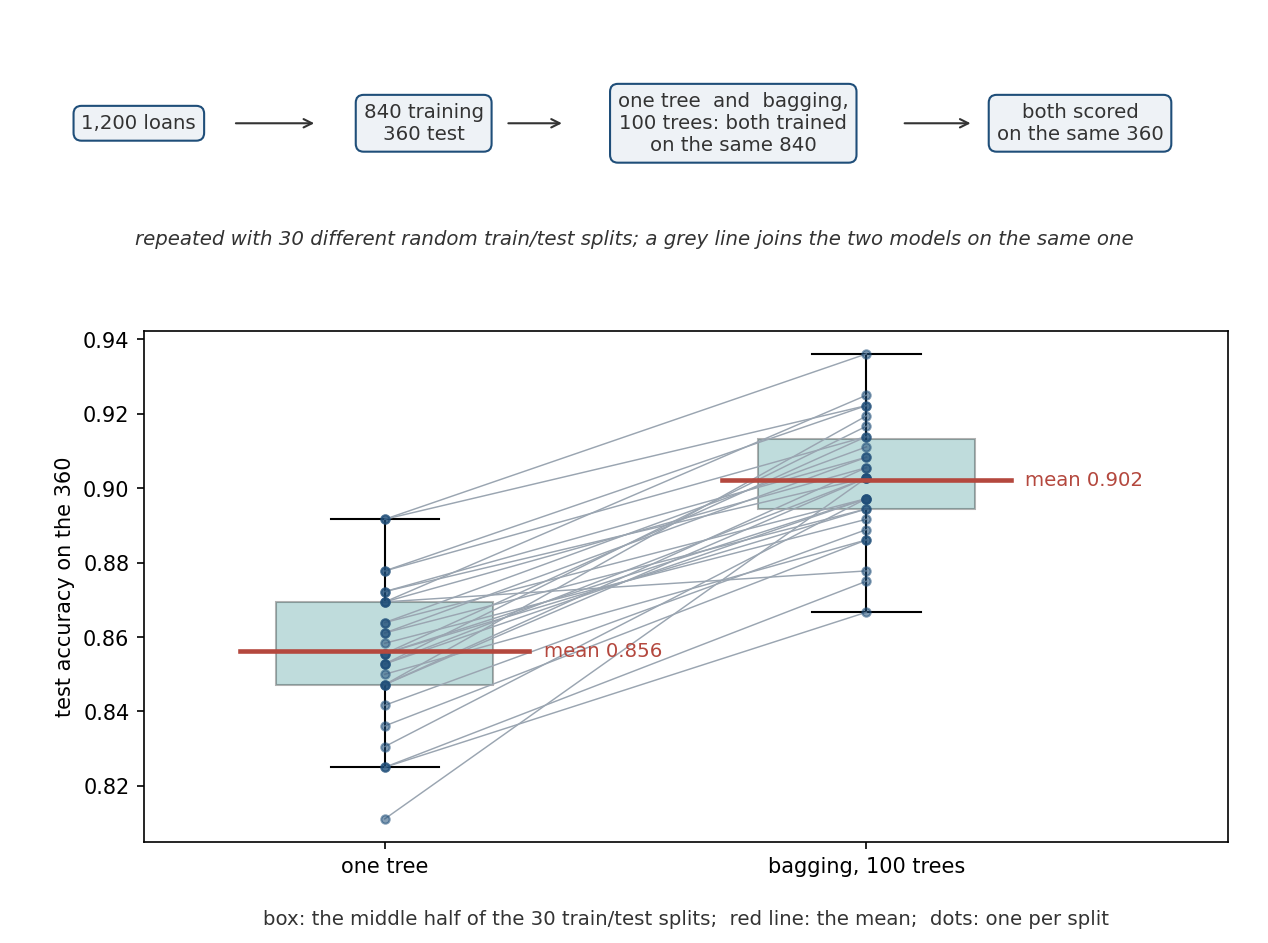 1,200 loans
840 training
360 test
one tree  and  bagging,
100 trees: both trained
on the same 840
both scored
on the same 360
repeated with 30 different random train/test splits; a grey line joins the two models on the same one
test accuracy on the 360
0.94
0.92
0.90
0.88
0.86
0.84
0.82
mean 0.902
mean 0.856
one tree
bagging, 100 trees
box: the middle half of the 30 train/test splits;  red line: the mean;  dots: one per split